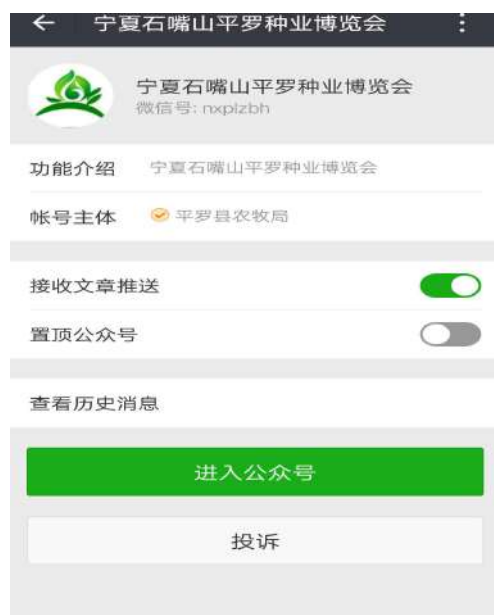 宁夏石嘴山平罗种业博览会
宁夏石嘴山平罗种业博览会
微信号: nxplzbh
功能介绍 宁夏石嘴山平罗种业博览会
帐号主体 平罗县农牧局
接收文章推送
置顶公众号
查看历史消息
进入公众号
投诉